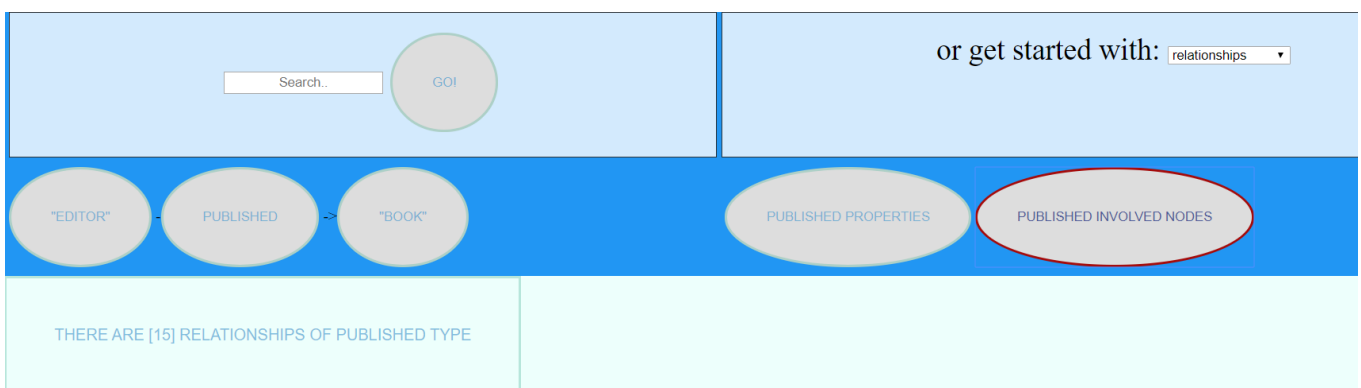 or get started with: relationships
Search.. GO!
"EDITOR" - PUBLISHED -> "BOOK" PUBLISHED PROPERTIES PUBLISHED INVOLVED NODES
THERE ARE [15] RELATIONSHIPS OF PUBLISHED TYPE